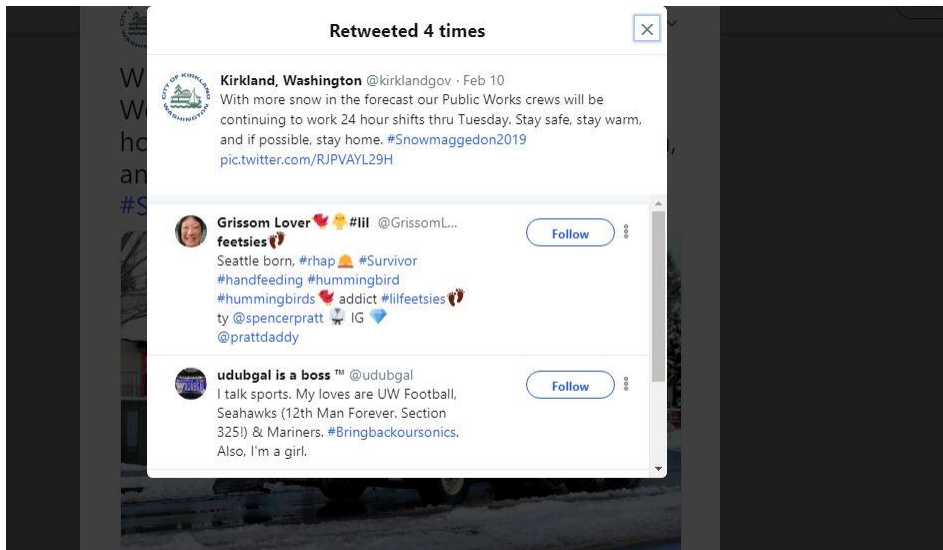 Retweeted 4 times
Kirkland, Washington @kirklandgov · Feb 10
With more snow in the forecast our Public Works crews will be
continuing to work 24 hour shifts thru Tuesday. Stay safe, stay warm,
and if possible, stay home. #Snowmaggedon2019
pic.twitter.com/RJPVAYL29H
CITY OF KIRKLAND
WASHINGTON
Grissom Lover🐦🐥#lil @GrissomL...
feetsies👣
Follow
Seattle born, #rhap🛎 #Survivor
#handfeeding #hummingbird
#hummingbirds🐦 addict #lilfeetsies👣
ty @spencerpratt 🥋 IG 💎
@prattdaddy
udubgal is a boss ™ @udubgal
Follow
I talk sports. My loves are UW Football,
Seahawks (12th Man Forever. Section
325!) & Mariners. #Bringbackoursonics.
Also, I'm a girl.